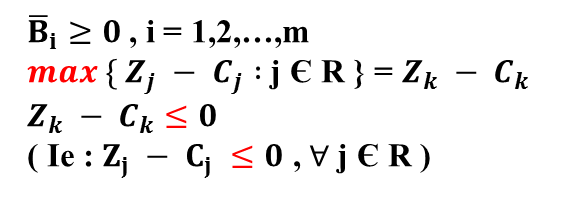 B̅ᵢ ≥ 0 , i = 1,2,…,m
max { Zⱼ − Cⱼ : j Є R } = Zₖ − Cₖ
Zₖ − Cₖ ≤ 0
( Ie : Zⱼ − Cⱼ ≤ 0 , ∀ j Є R )